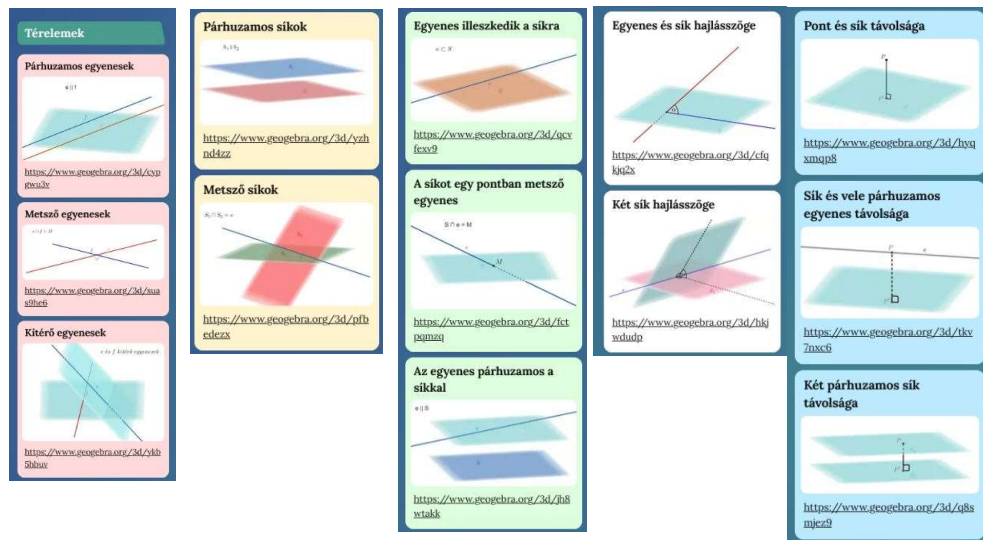 Térelemek
Párhuzamos egyenesek
e || f
https://www.geogebra.org/3d/cyp
gwu3v
Metsző egyenesek
e ∩ f = M
https://www.geogebra.org/3d/sua
s9he6
Kitérő egyenesek
e és f kitérő egyenesek
https://www.geogebra.org/3d/ykb
5hbuv
Párhuzamos síkok
https://www.geogebra.org/3d/yzh
nd4zz
Metsző síkok
S₁ ∩ S₂ = e
https://www.geogebra.org/3d/pfb
edezx
Egyenes illeszkedik a síkra
e ⊂ S
https://www.geogebra.org/3d/qcv
fexv9
A síkot egy pontban metsző
egyenes
S ∩ e = M
M
https://www.geogebra.org/3d/fct
pqmzq
Az egyenes párhuzamos a
síkkal
e || S
https://www.geogebra.org/3d/jh8
wtakk
Egyenes és sík hajlásszöge
α
https://www.geogebra.org/3d/cfq
kjq2x
Két sík hajlásszöge
https://www.geogebra.org/3d/hkj
wdudp
Pont és sík távolsága
P
P'
https://www.geogebra.org/3d/hyq
xmqp8
Sík és vele párhuzamos
egyenes távolsága
P
e
P'
https://www.geogebra.org/3d/tkv
7nxc6
Két párhuzamos sík
távolsága
P
P'
https://www.geogebra.org/3d/q8s
mjez9